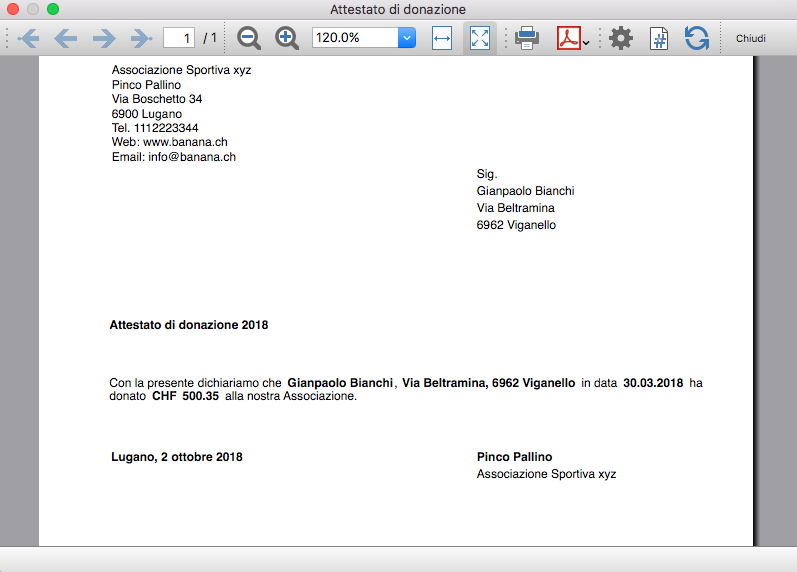 Attestato di donazione
1 / 1 120.0% Chiudi
Associazione Sportiva xyz
Pinco Pallino
Via Boschetto 34
6900 Lugano
Tel. 1112223344
Web: www.banana.ch
Email: info@banana.ch
Sig.
Gianpaolo Bianchi
Via Beltramina
6962 Viganello
Attestato di donazione 2018
Con la presente dichiariamo che Gianpaolo Bianchi, Via Beltramina, 6962 Viganello in data 30.03.2018 ha
donato CHF 500.35 alla nostra Associazione.
Lugano, 2 ottobre 2018
Pinco Pallino
Associazione Sportiva xyz